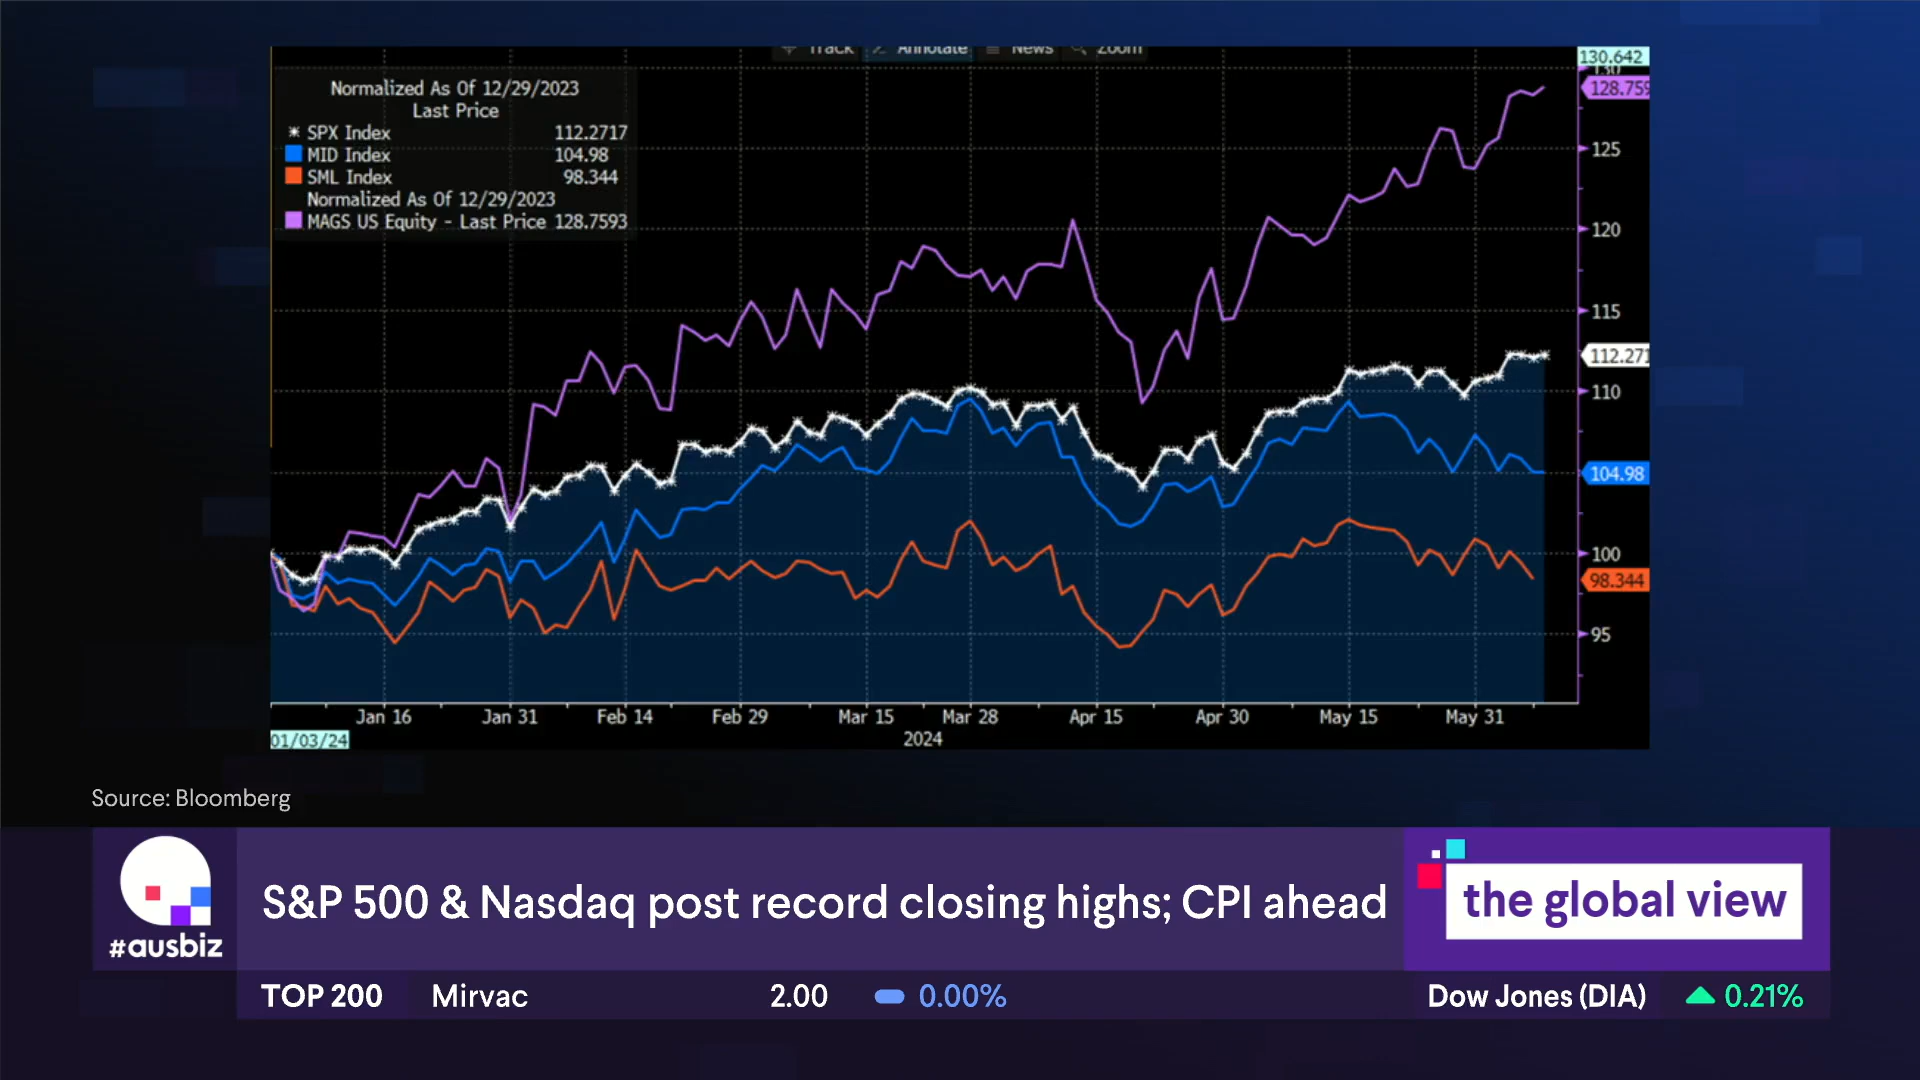 Track Annotate News Zoom
130.642
130
128.759
Normalized As Of 12/29/2023
Last Price
SPX Index 112.2717
MID Index 104.98
SML Index 98.344
Normalized As Of 12/29/2023
MAGS US Equity - Last Price 128.7593
125
120
115
112.271
110
104.98
100
98.344
95
Jan 16 Jan 31 Feb 14 Feb 29 Mar 15 Mar 28 Apr 15 Apr 30 May 15 May 31
01/03/24 2024
Source: Bloomberg
#ausbiz
S&P 500 & Nasdaq post record closing highs; CPI ahead
the global view
TOP 200 Mirvac 2.00 0.00% Dow Jones (DIA) 0.21%